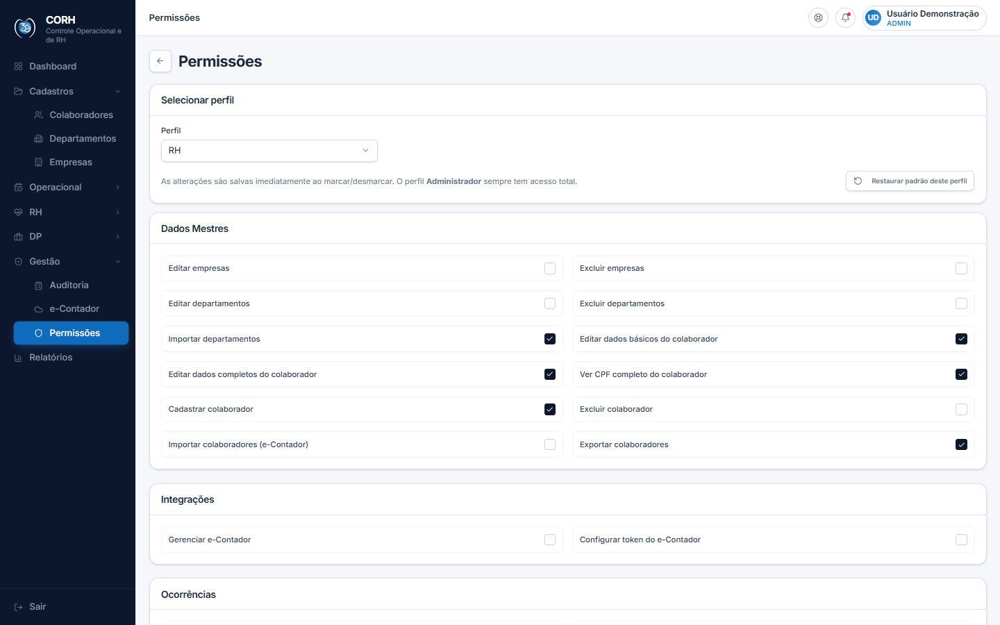 CORH
Controle Operacional e
de RH
Dashboard
Cadastros
Colaboradores
Departamentos
Empresas
Operacional
RH
DP
Gestão
Auditoria
e-Contador
Permissões
Relatórios
Sair
Permissões
UD
Usuário Demonstração
ADMIN
Permissões
Selecionar perfil
Perfil
RH
As alterações são salvas imediatamente ao marcar/desmarcar. O perfil Administrador sempre tem acesso total.
Restaurar padrão deste perfil
Dados Mestres
Editar empresas
Excluir empresas
Editar departamentos
Excluir departamentos
Importar departamentos
Editar dados básicos do colaborador
Editar dados completos do colaborador
Ver CPF completo do colaborador
Cadastrar colaborador
Excluir colaborador
Importar colaboradores (e-Contador)
Exportar colaboradores
Integrações
Gerenciar e-Contador
Configurar token do e-Contador
Ocorrências